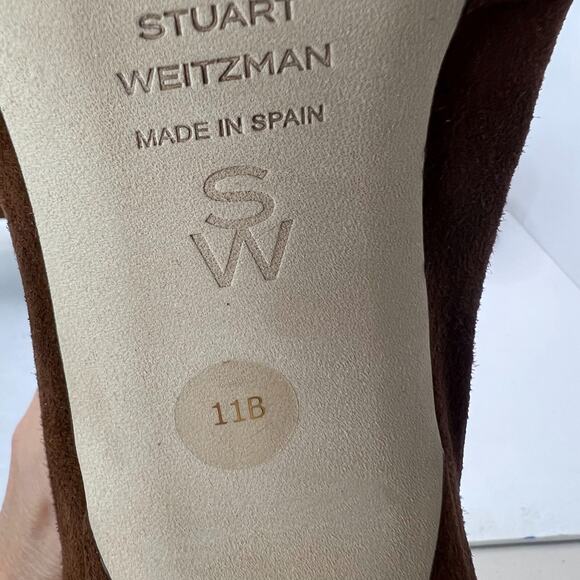 STUART
WEITZMAN
MADE IN SPAIN
S
W
11B